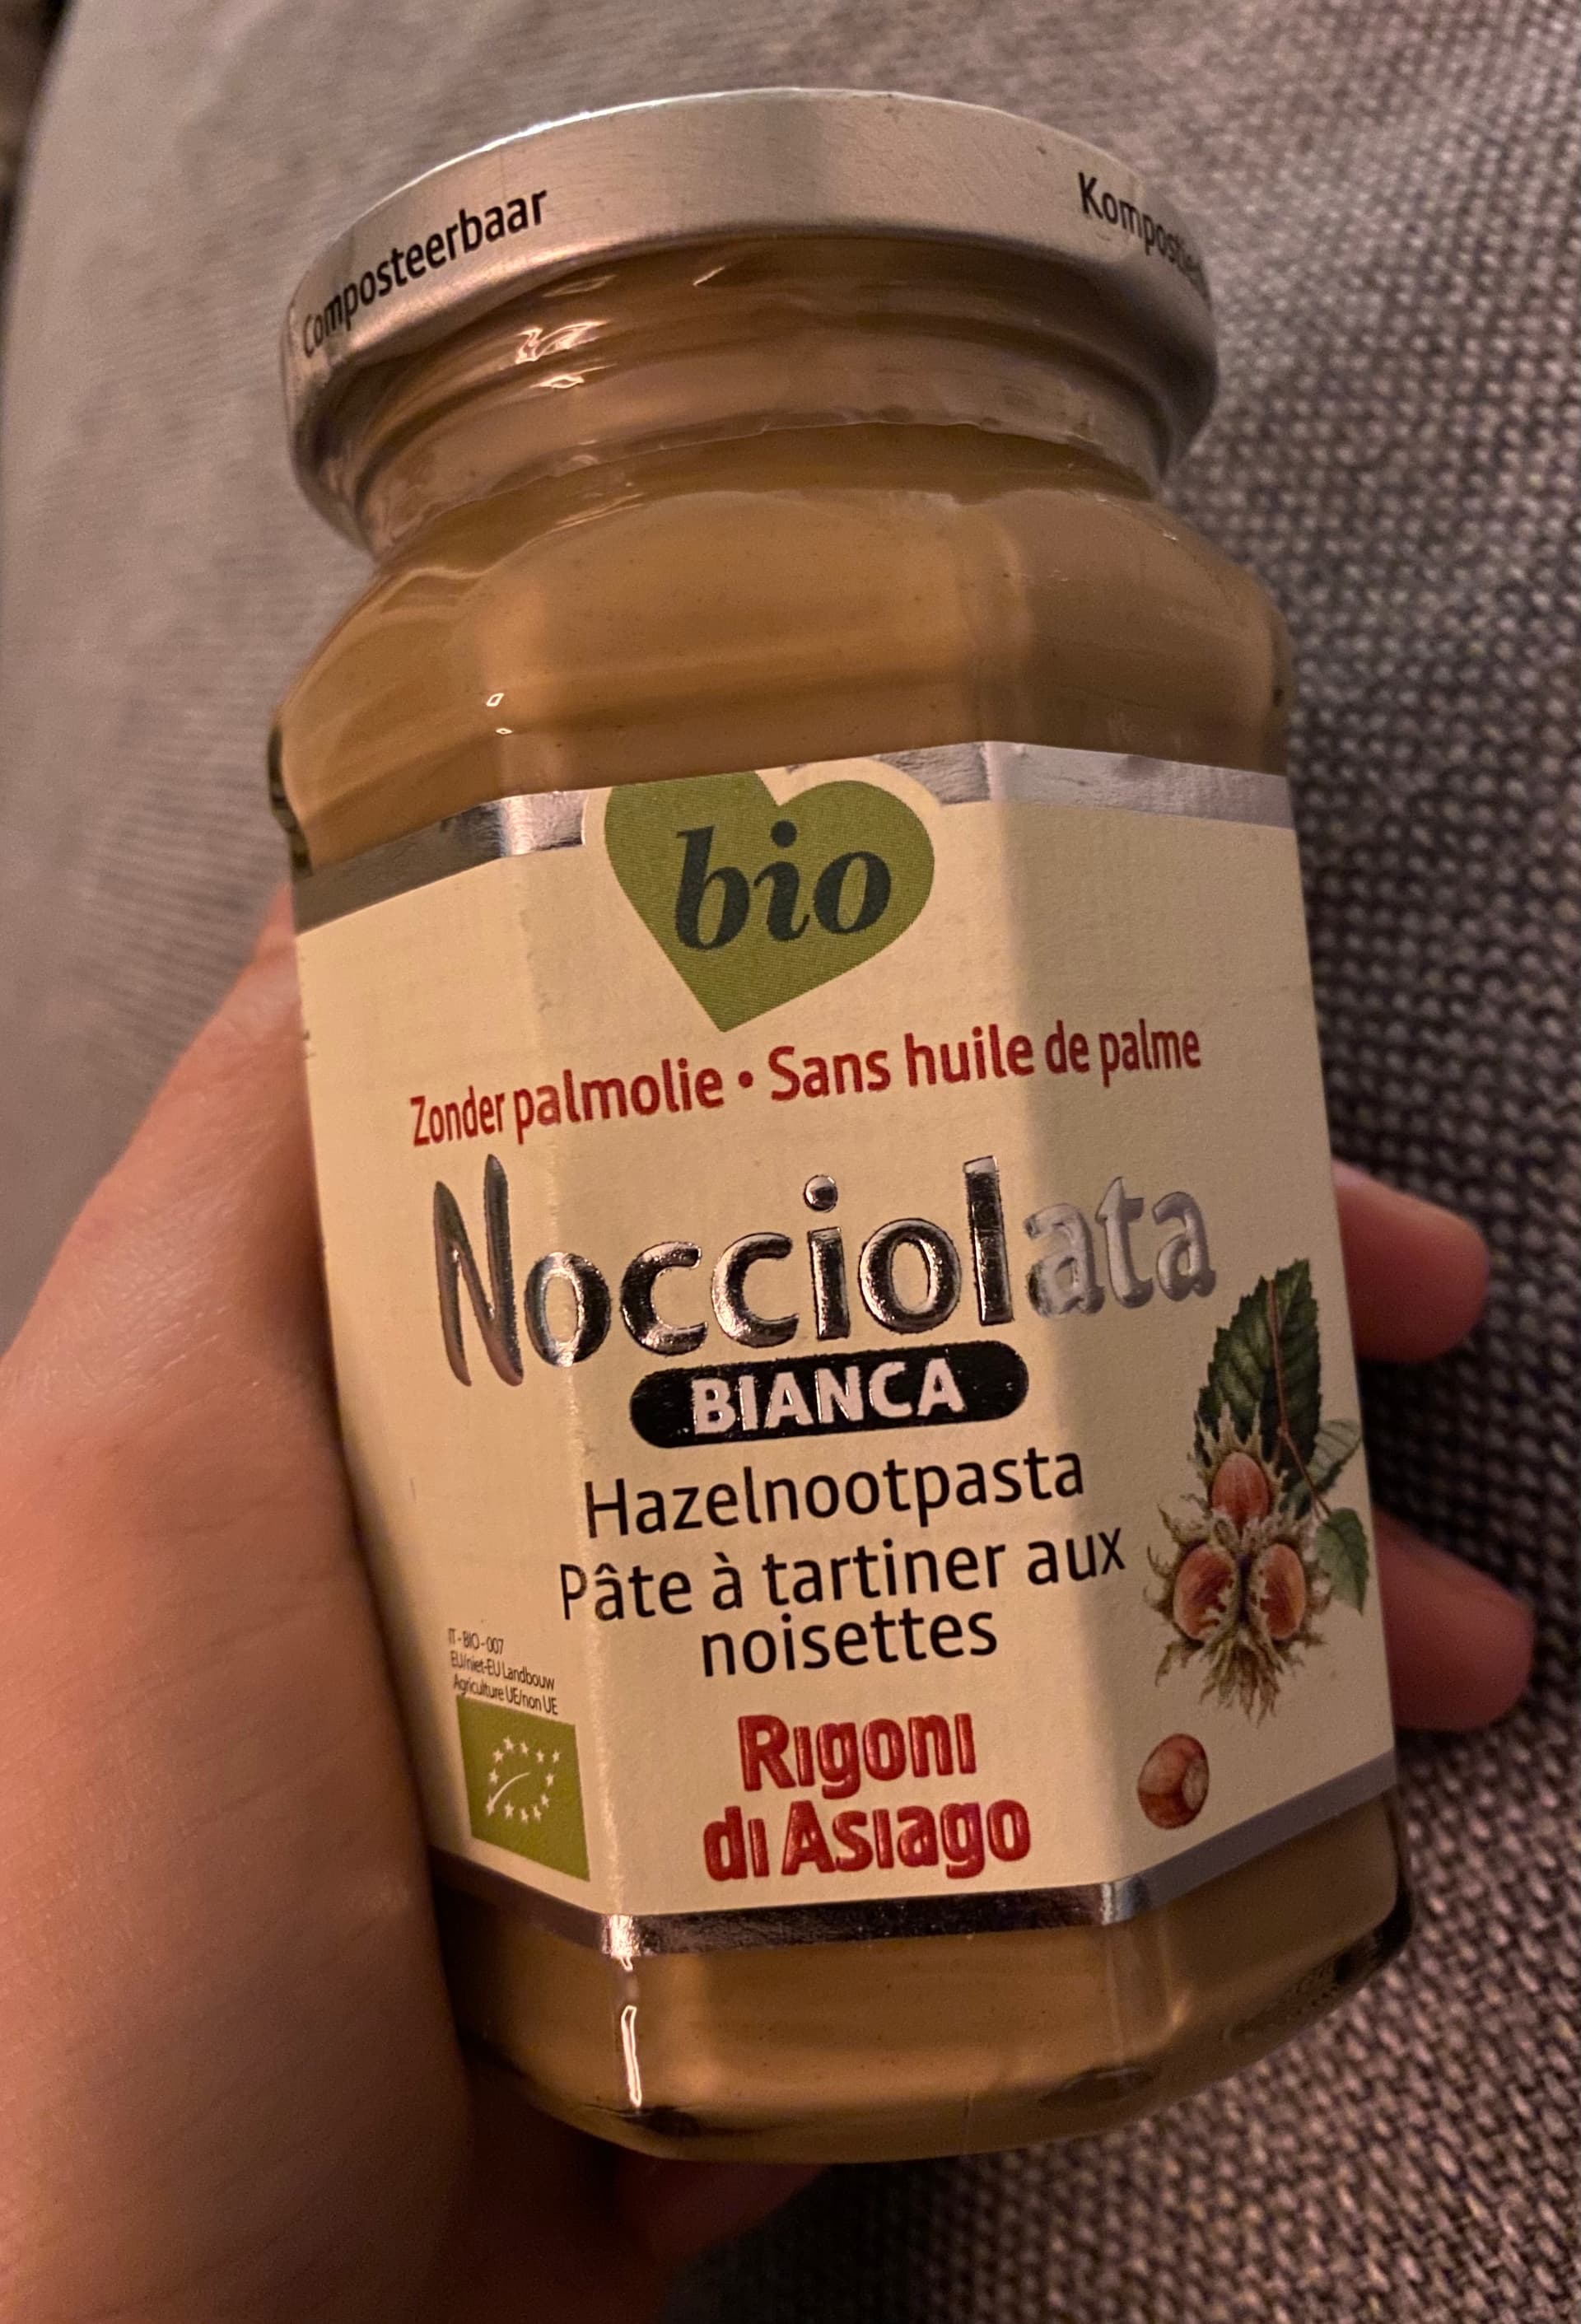 Composteerbaar
bio
Zonder palmolie • Sans huile de palme
Nocciolata
BIANCA
Hazelnootpasta
Pâte à tartiner aux
noisettes
IT-BIO-007
EU/niet-EU Landbouw
Agriculture UE/non UE
Rigoni
di Asiago